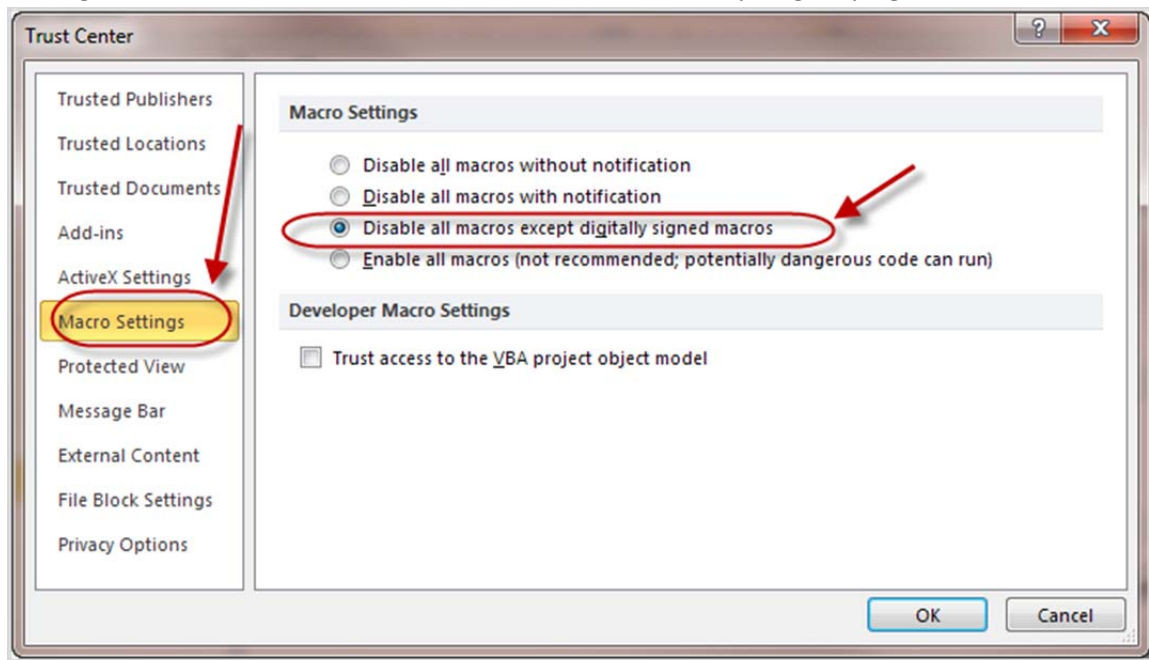 Trust Center
?
X
Trusted Publishers
Trusted Locations
Trusted Documents
Add-ins
ActiveX Settings
Macro Settings
Protected View
Message Bar
External Content
File Block Settings
Privacy Options
Macro Settings
Disable all macros without notification
Disable all macros with notification
Disable all macros except digitally signed macros
Enable all macros (not recommended; potentially dangerous code can run)
Developer Macro Settings
Trust access to the VBA project object model
OK
Cancel